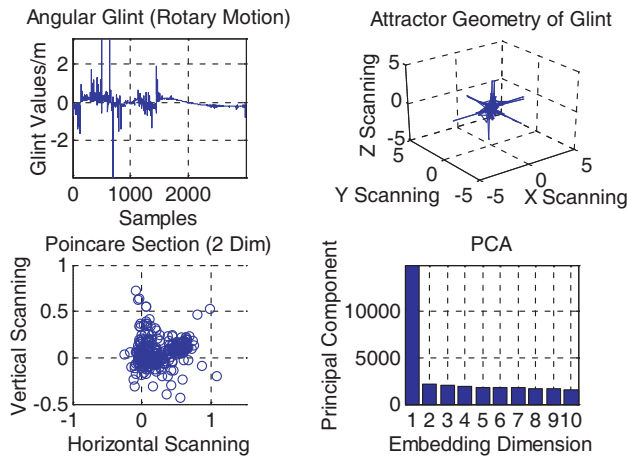 Angular Glint (Rotary Motion)
Glint Values/m
2
0
-2
0 1000 2000
Samples
Attractor Geometry of Glint
Z Scanning
5
0
-5
5
0
-5
Y Scanning
-5
0
5
X Scanning
Poincare Section (2 Dim)
Vertical Scanning
1
0.5
0
-0.5
-1 0 1
Horizontal Scanning
PCA
Principal Component
10000
5000
0
1 2 3 4 5 6 7 8 9 10
Embedding Dimension